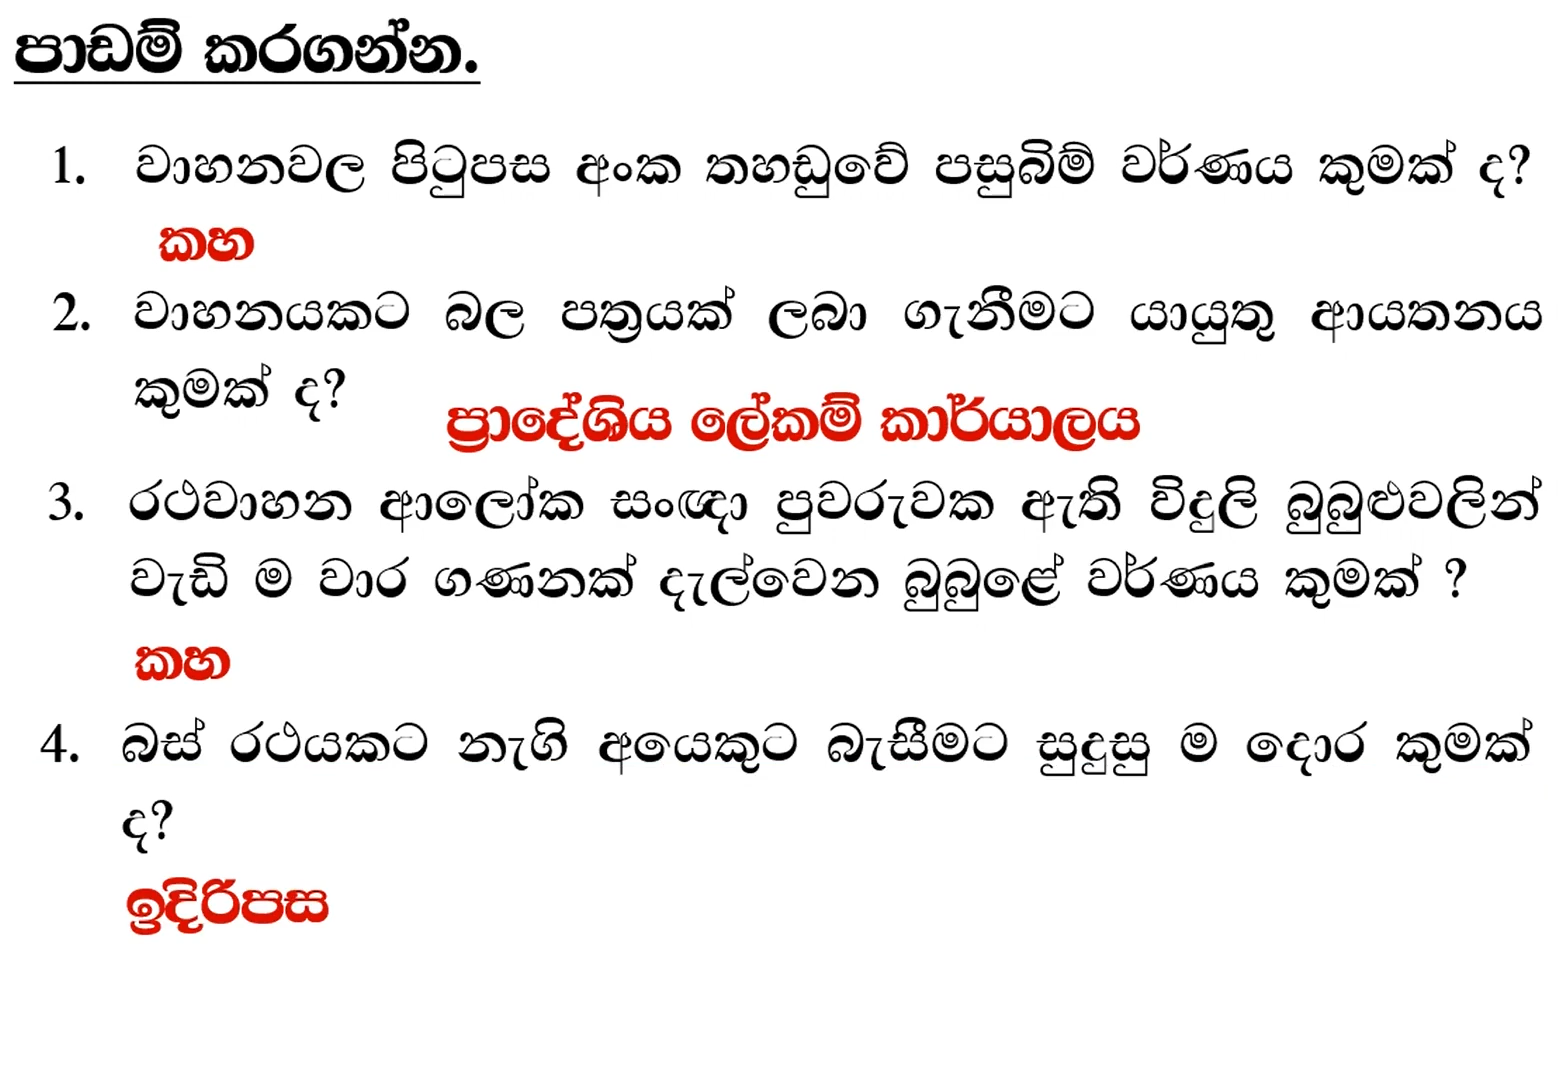 පාඩම් කරගන්න.
1. වාහනවල පිටුපස අංක තහඩුවේ පසුබිම් වර්ණය කුමක් ද?
කහ
2. වාහනයකට බල පත්‍රයක් ලබා ගැනීමට යායුතු ආයතනය
කුමක් ද?
ප්‍රාදේශිය ලේකම් කාර්යාලය
3. රථවාහන ආලෝක සංඥා පුවරුවක ඇති විදුලි බුබුළුවලින්
වැඩි ම වාර ගණනක් දැල්වෙන බුබුළේ වර්ණය කුමක් ?
කහ
4. බස් රථයකට නැගි අයෙකුට බැසීමට සුදුසු ම දොර කුමක්
ද?
ඉදිරිපස